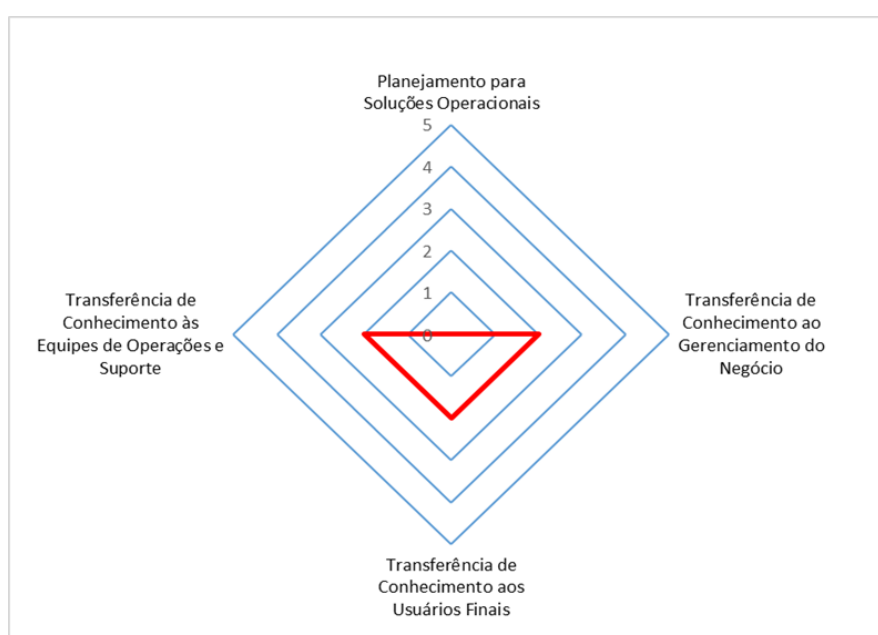 Planejamento para
Soluções Operacionais
5
4
3
2
1
0
Transferência de
Conhecimento ao
Gerenciamento do
Negócio
Transferência de
Conhecimento aos
Usuários Finais
Transferência de
Conhecimento às
Equipes de Operações e
Suporte